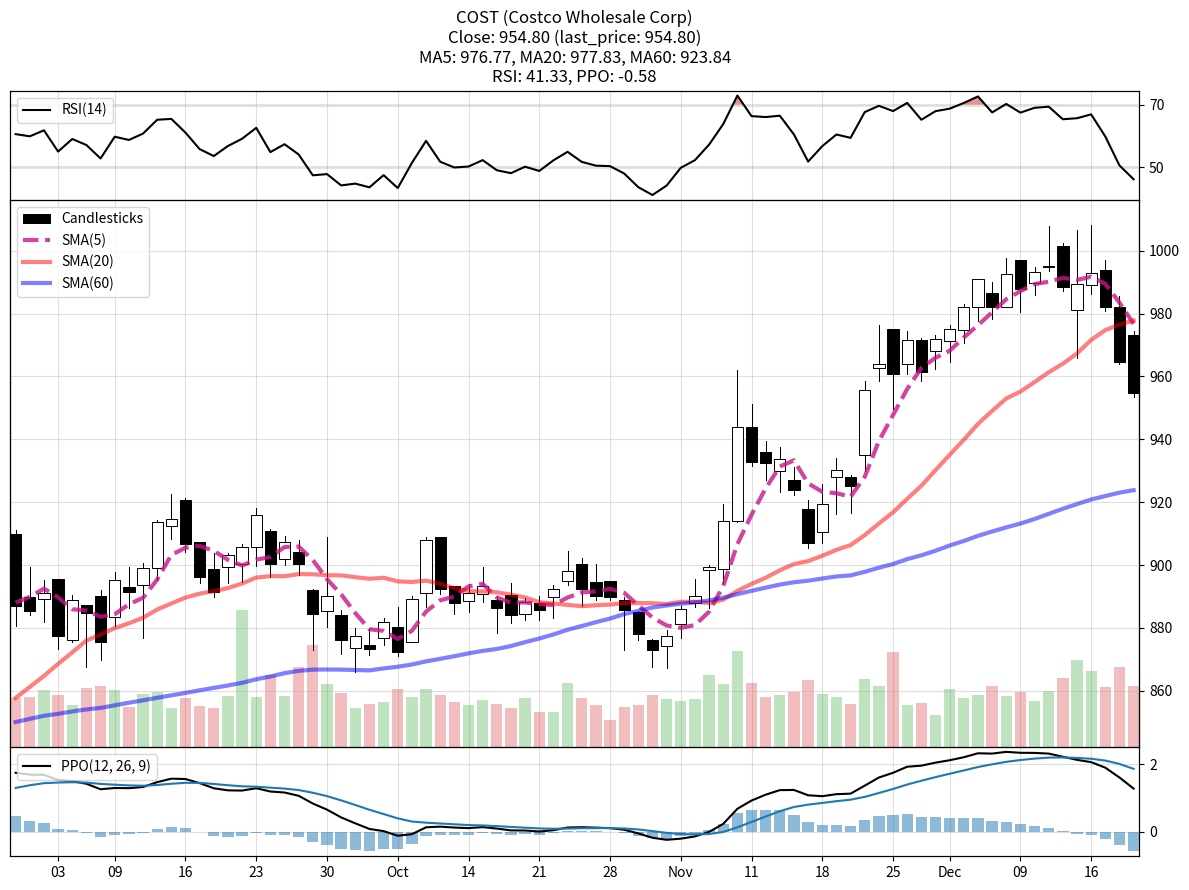 COST (Costco Wholesale Corp)
Close: 954.80 (last_price: 954.80)
MA5: 976.77, MA20: 977.83, MA60: 923.84
RSI: 41.33, PPO: -0.58
RSI(14)
70
50
Candlesticks
SMA(5)
SMA(20)
SMA(60)
1000
980
960
940
920
900
880
860
PPO(12, 26, 9)
2
0
03 09 16 23 30 Oct 14 21 28 Nov 11 18 25 Dec 09 16